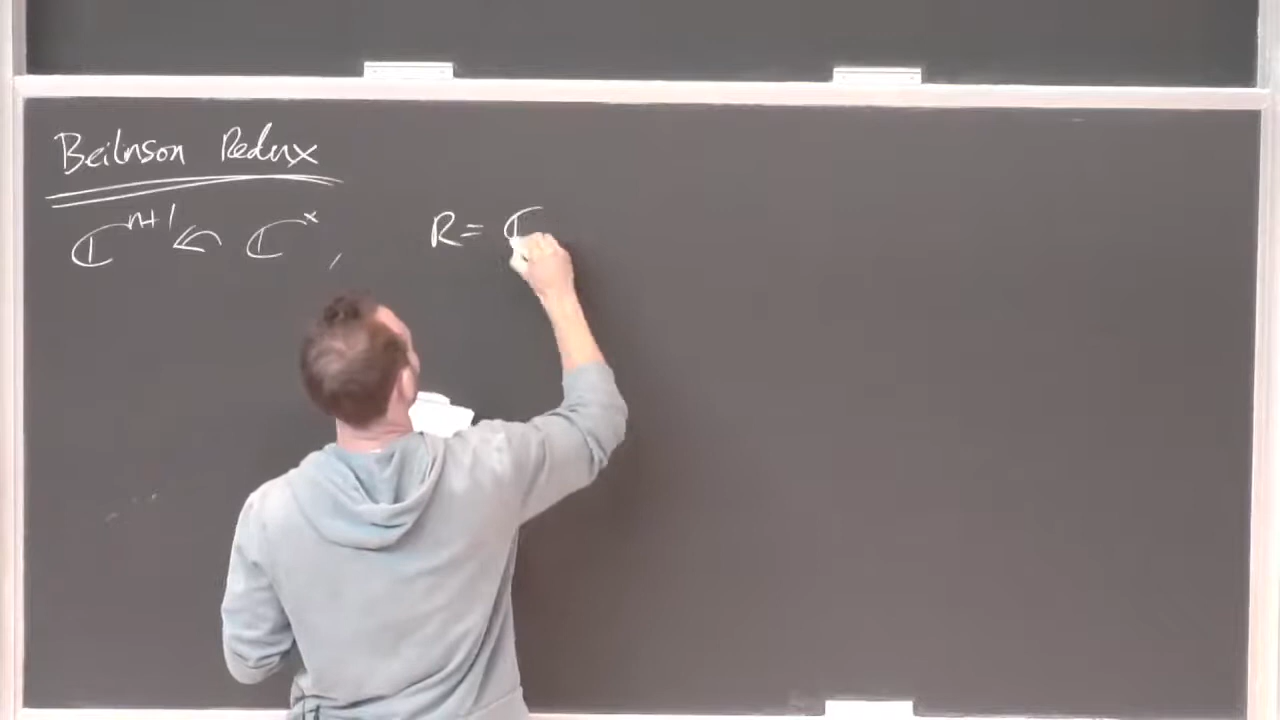 Beilinson Redux
ℂ^{n+1} ↶ ℂ^× , R = ℂ